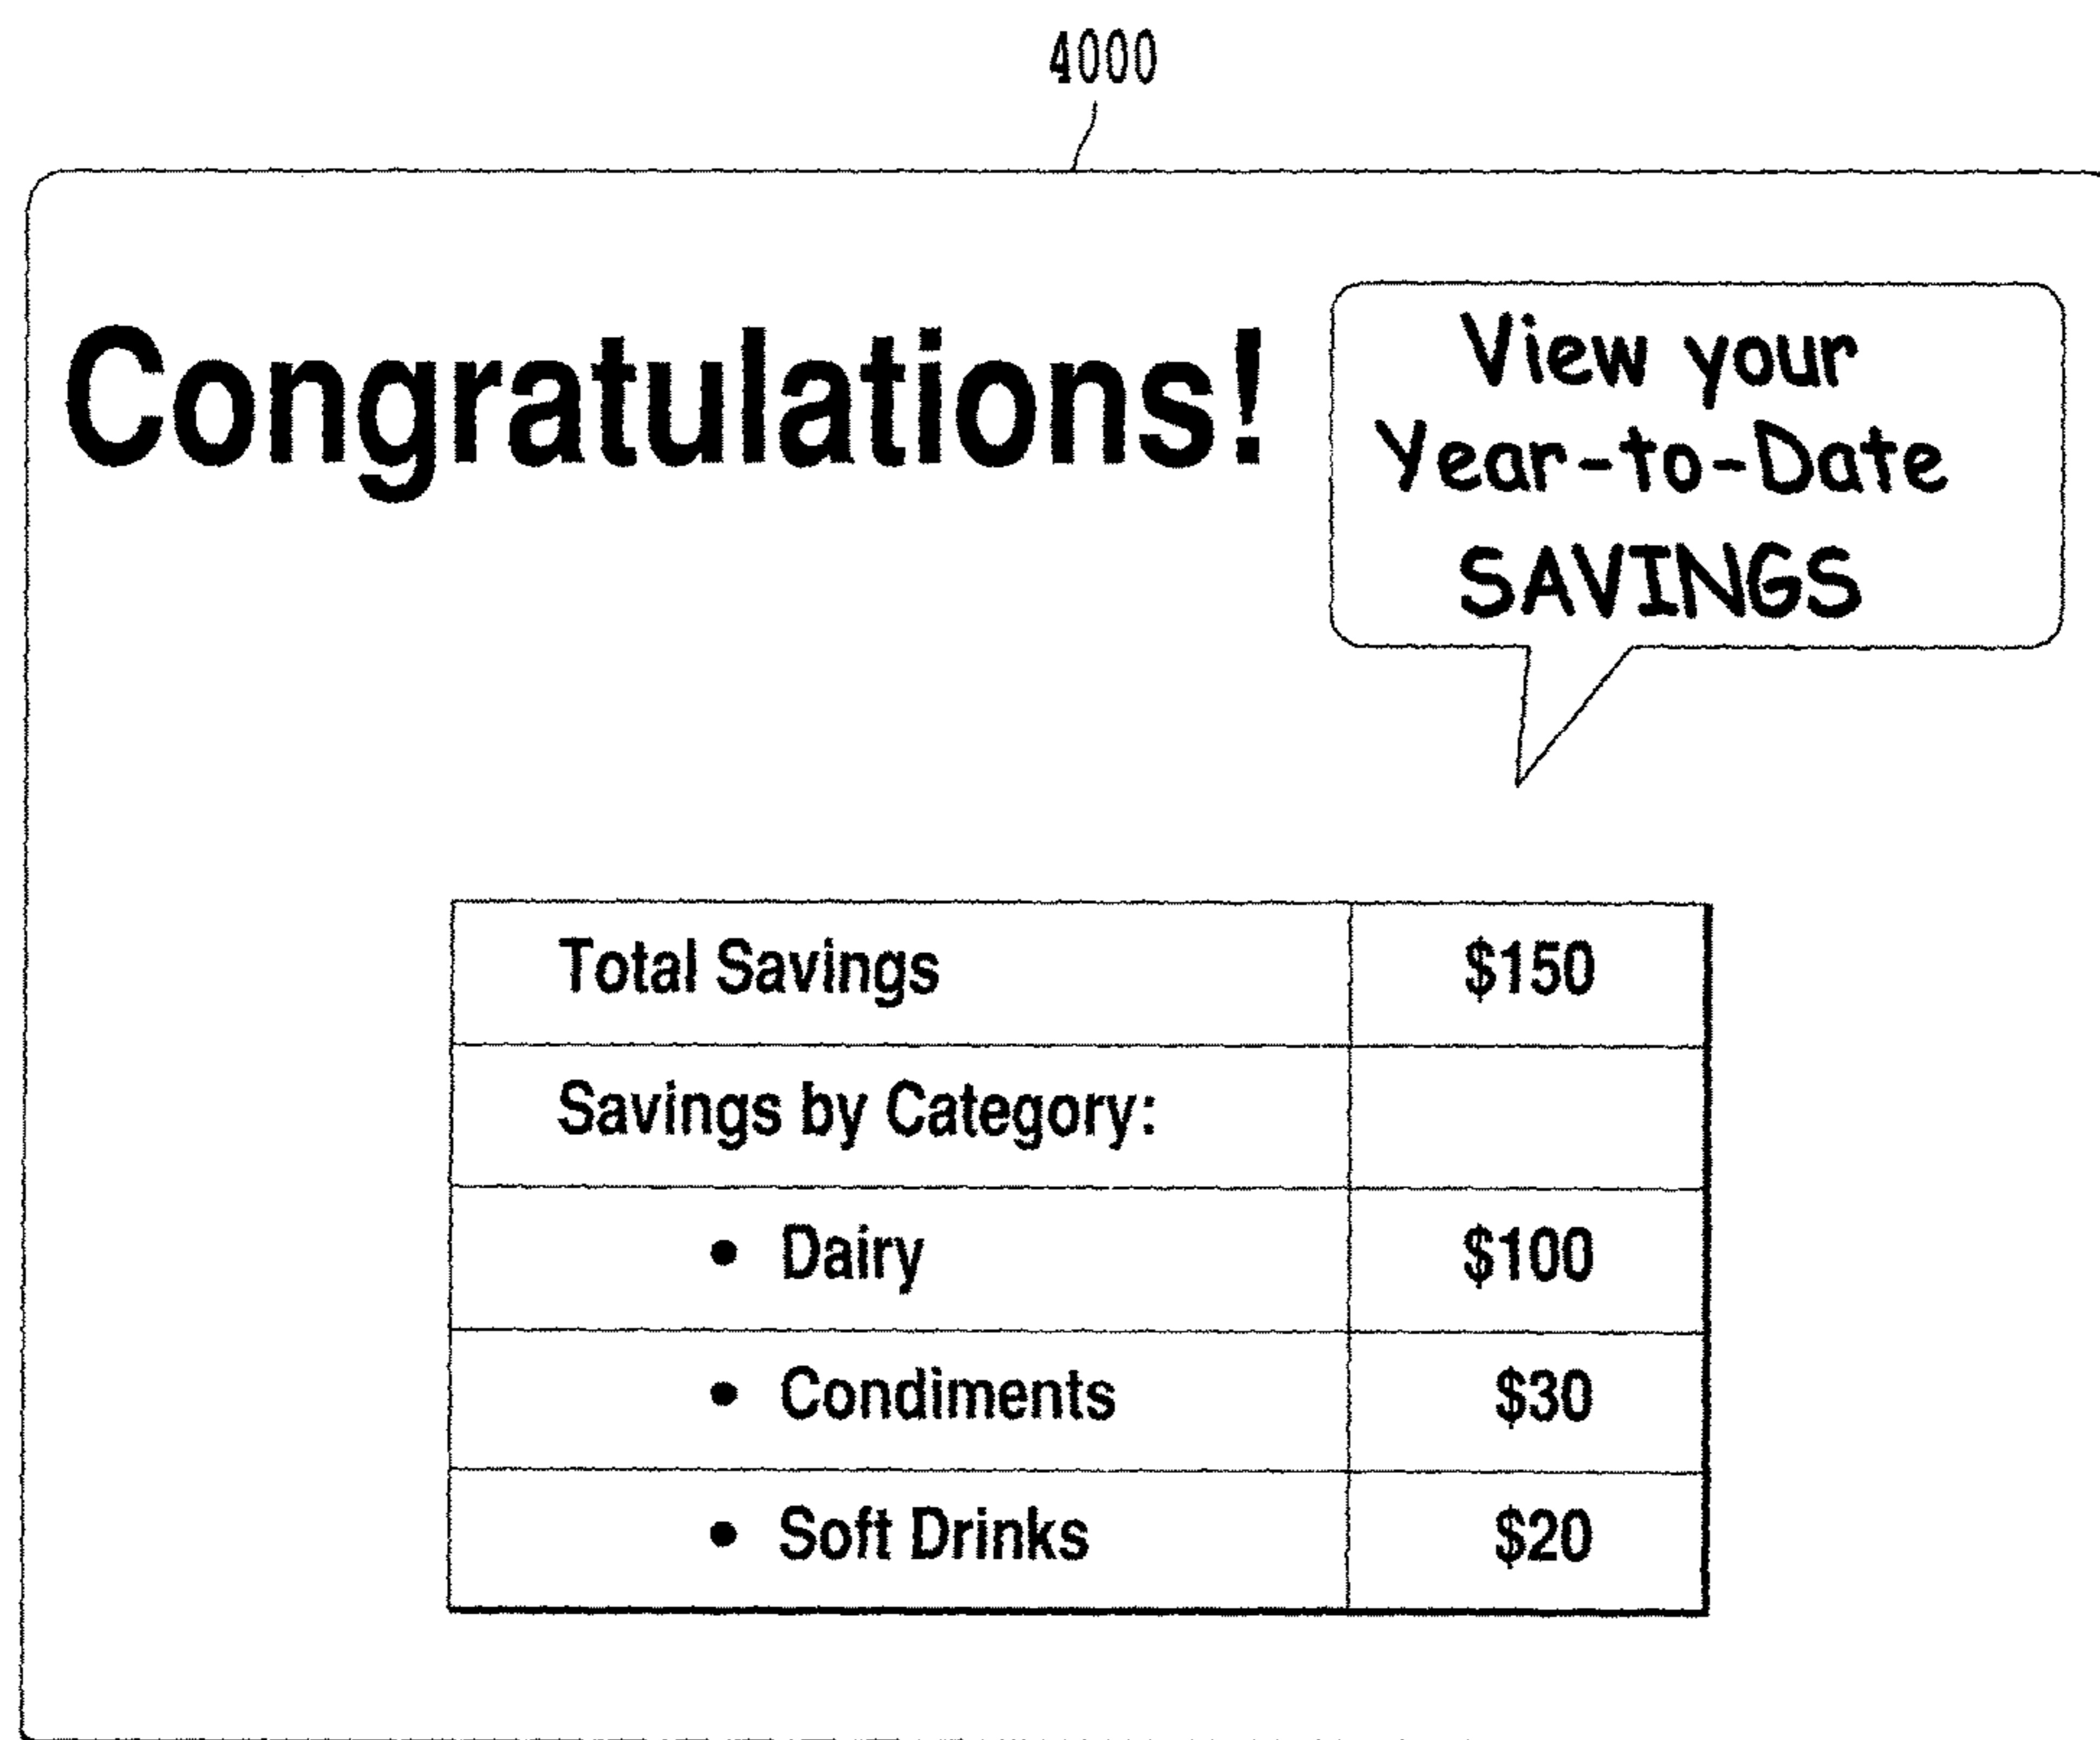 4000
Congratulations!
View your
Year-to-Date
SAVINGS
Total Savings $150
Savings by Category:
• Dairy $100
• Condiments $30
• Soft Drinks $20